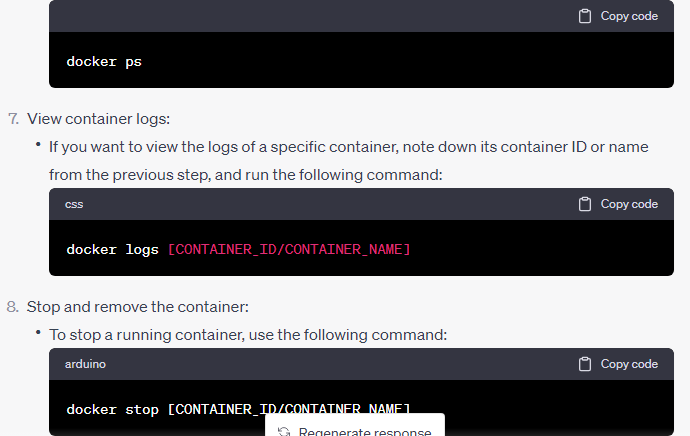 Copy code
docker ps
7. View container logs:
• If you want to view the logs of a specific container, note down its container ID or name
from the previous step, and run the following command:
css Copy code
docker logs [CONTAINER_ID/CONTAINER_NAME]
8. Stop and remove the container:
• To stop a running container, use the following command:
arduino Copy code
docker stop [CONTAINER_ID/CONTAINER_NAME]
Regenerate response